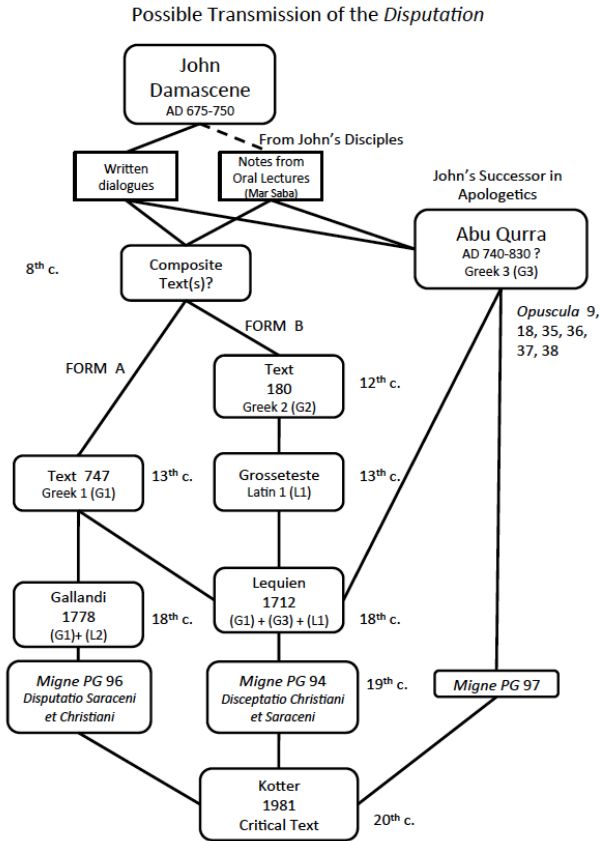 Possible Transmission of the Disputation
John
Damascene
AD 675-750
From John's Disciples
Written
dialogues
Notes from
Oral Lectures
(Mar Saba)
John's Successor in
Apologetics
Abu Qurra
AD 740-830 ?
Greek 3 (G3)
8th c.
Composite
Text(s)?
Opuscula 9,
18, 35, 36,
37, 38
FORM B
FORM A
Text
180
Greek 2 (G2)
12th c.
Text 747
Greek 1 (G1)
13th c.
Grosseteste
Latin 1 (L1)
13th c.
Gallandi
1778
(G1)+ (L2)
18th c.
Lequien
1712
(G1) + (G3) + (L1)
18th c.
Migne PG 96
Disputatio Saraceni
et Christiani
Migne PG 94
Disceptatio Christiani
et Saraceni
19th c.
Migne PG 97
Kotter
1981
Critical Text
20th c.